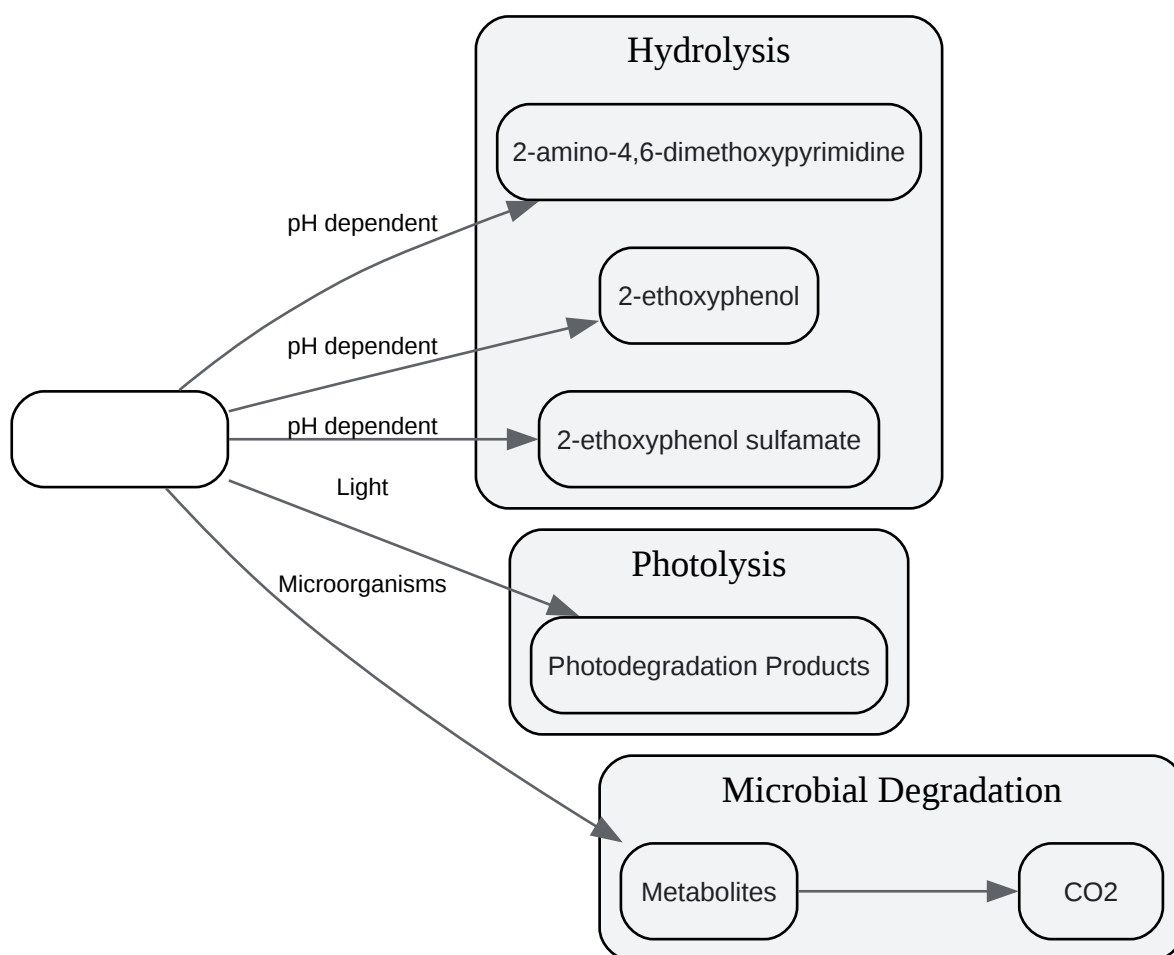 Hydrolysis
2-amino-4,6-dimethoxypyrimidine
pH dependent
2-ethoxyphenol
pH dependent
pH dependent
2-ethoxyphenol sulfamate
Light
Photolysis
Microorganisms
Photodegradation Products
Microbial Degradation
Metabolites
CO2